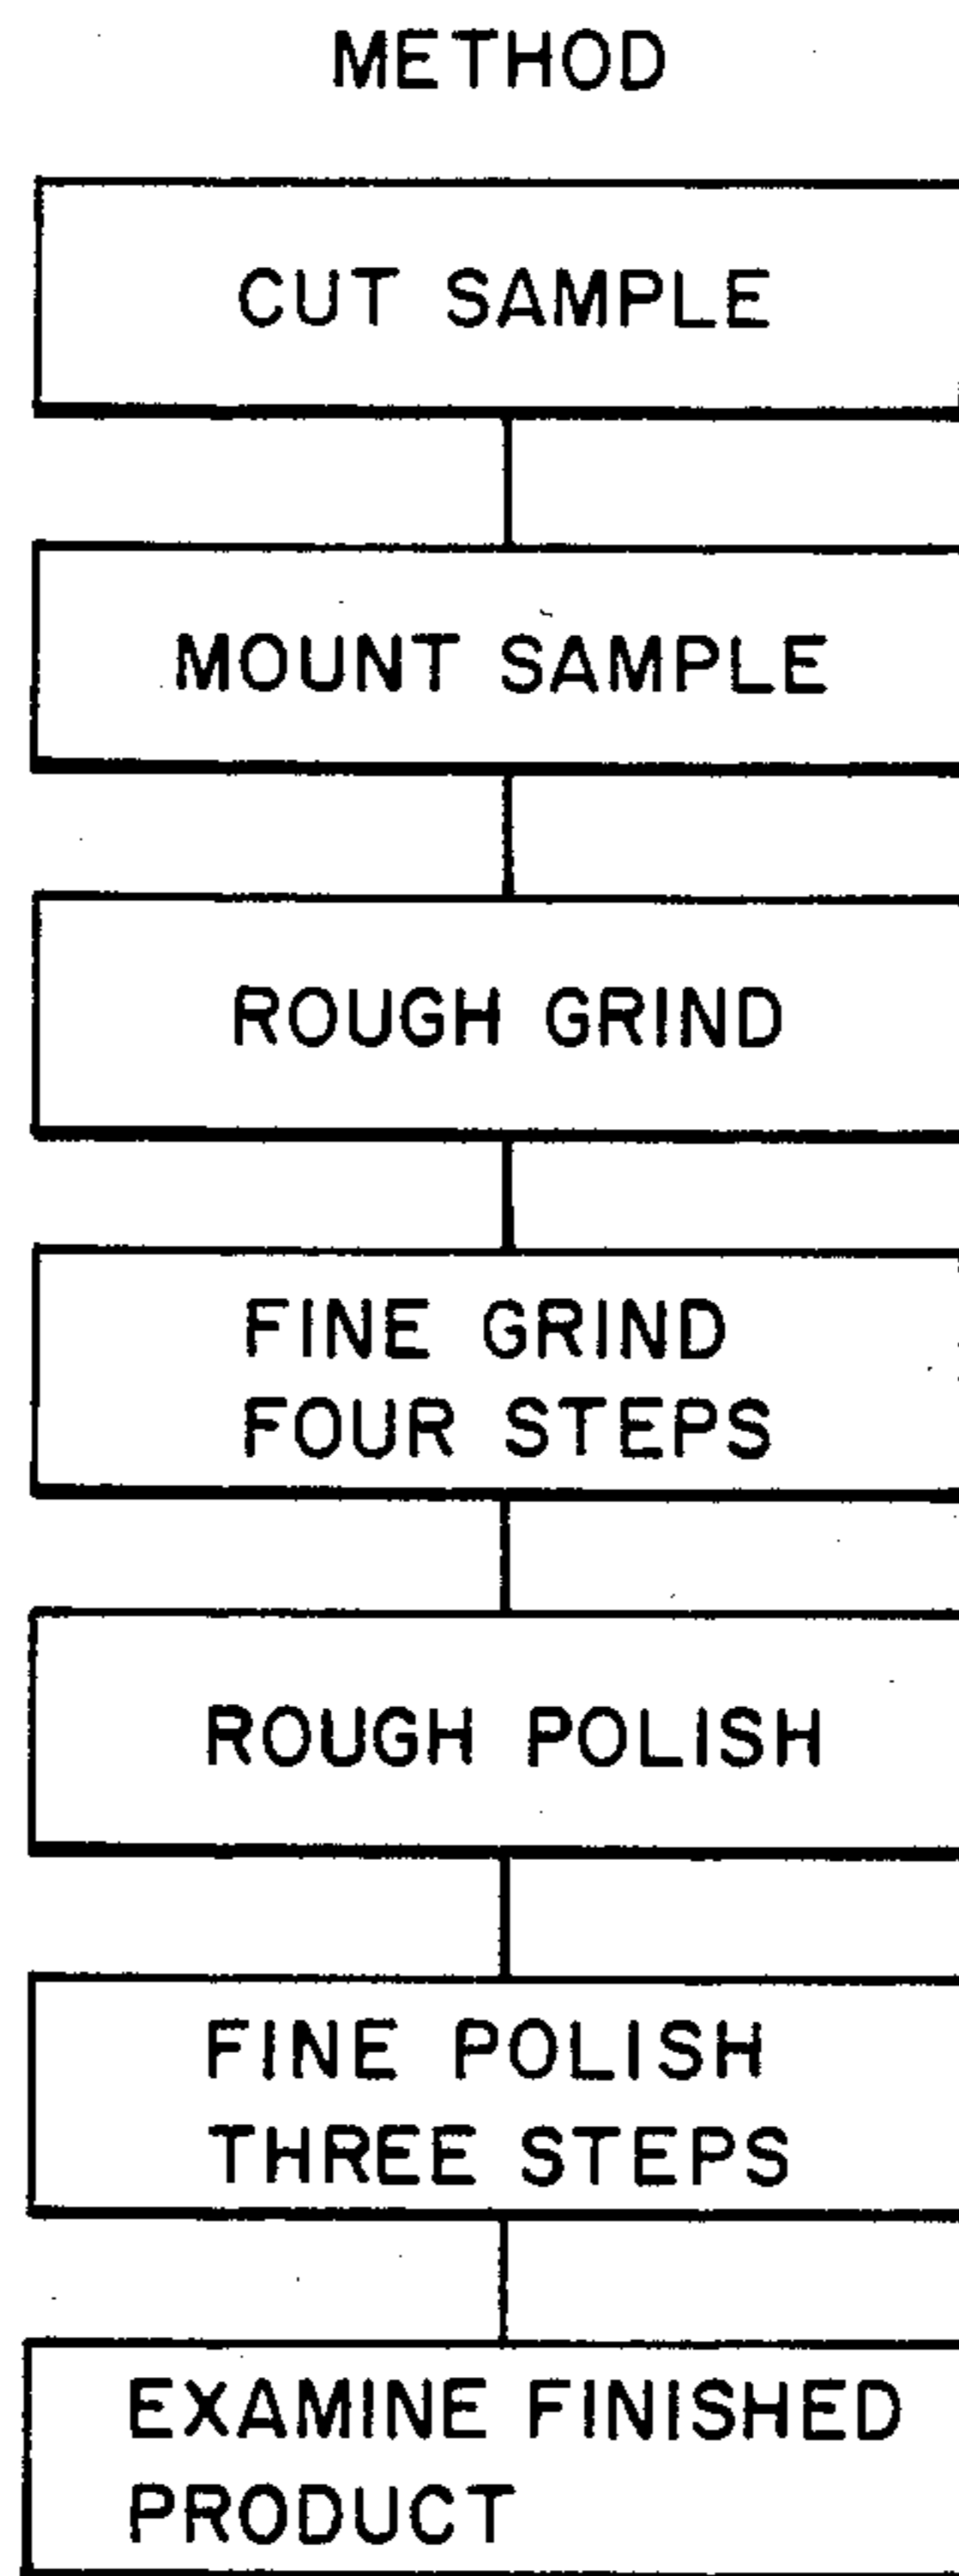 METHOD
CUT SAMPLE
MOUNT SAMPLE
ROUGH GRIND
FINE GRIND
FOUR STEPS
ROUGH POLISH
FINE POLISH
THREE STEPS
EXAMINE FINISHED
PRODUCT